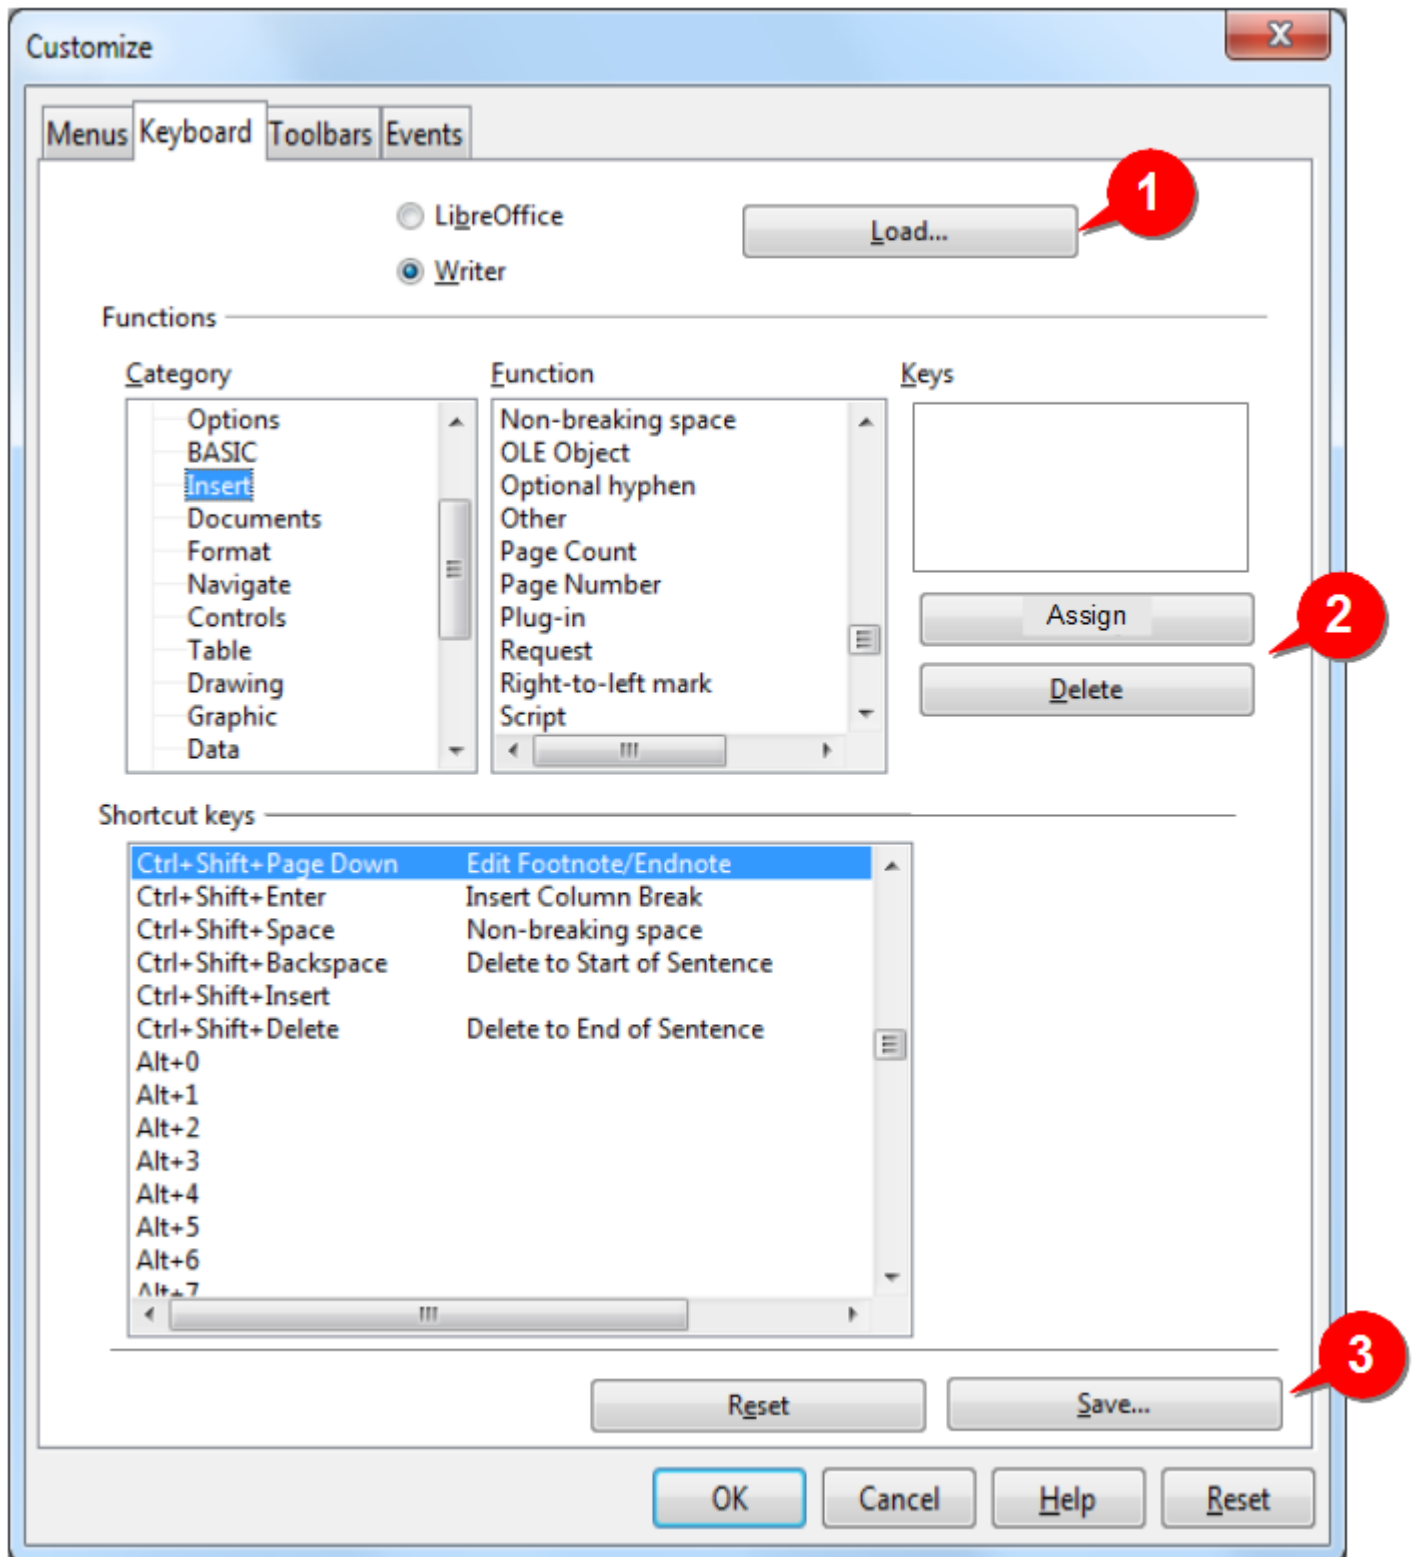 Customize
Menus Keyboard Toolbars Events
LibreOffice
Load...
1
Writer
Functions
Category
Options
BASIC
Insert
Documents
Format
Navigate
Controls
Table
Drawing
Graphic
Data
Function
Non-breaking space
OLE Object
Optional hyphen
Other
Page Count
Page Number
Plug-in
Request
Right-to-left mark
Script
Keys
Assign
2
Delete
Shortcut keys
Ctrl+Shift+Page Down Edit Footnote/Endnote
Ctrl+Shift+Enter Insert Column Break
Ctrl+Shift+Space Non-breaking space
Ctrl+Shift+Backspace Delete to Start of Sentence
Ctrl+Shift+Insert
Ctrl+Shift+Delete Delete to End of Sentence
Alt+0
Alt+1
Alt+2
Alt+3
Alt+4
Alt+5
Alt+6
Alt+7
3
Reset Save...
OK Cancel Help Reset